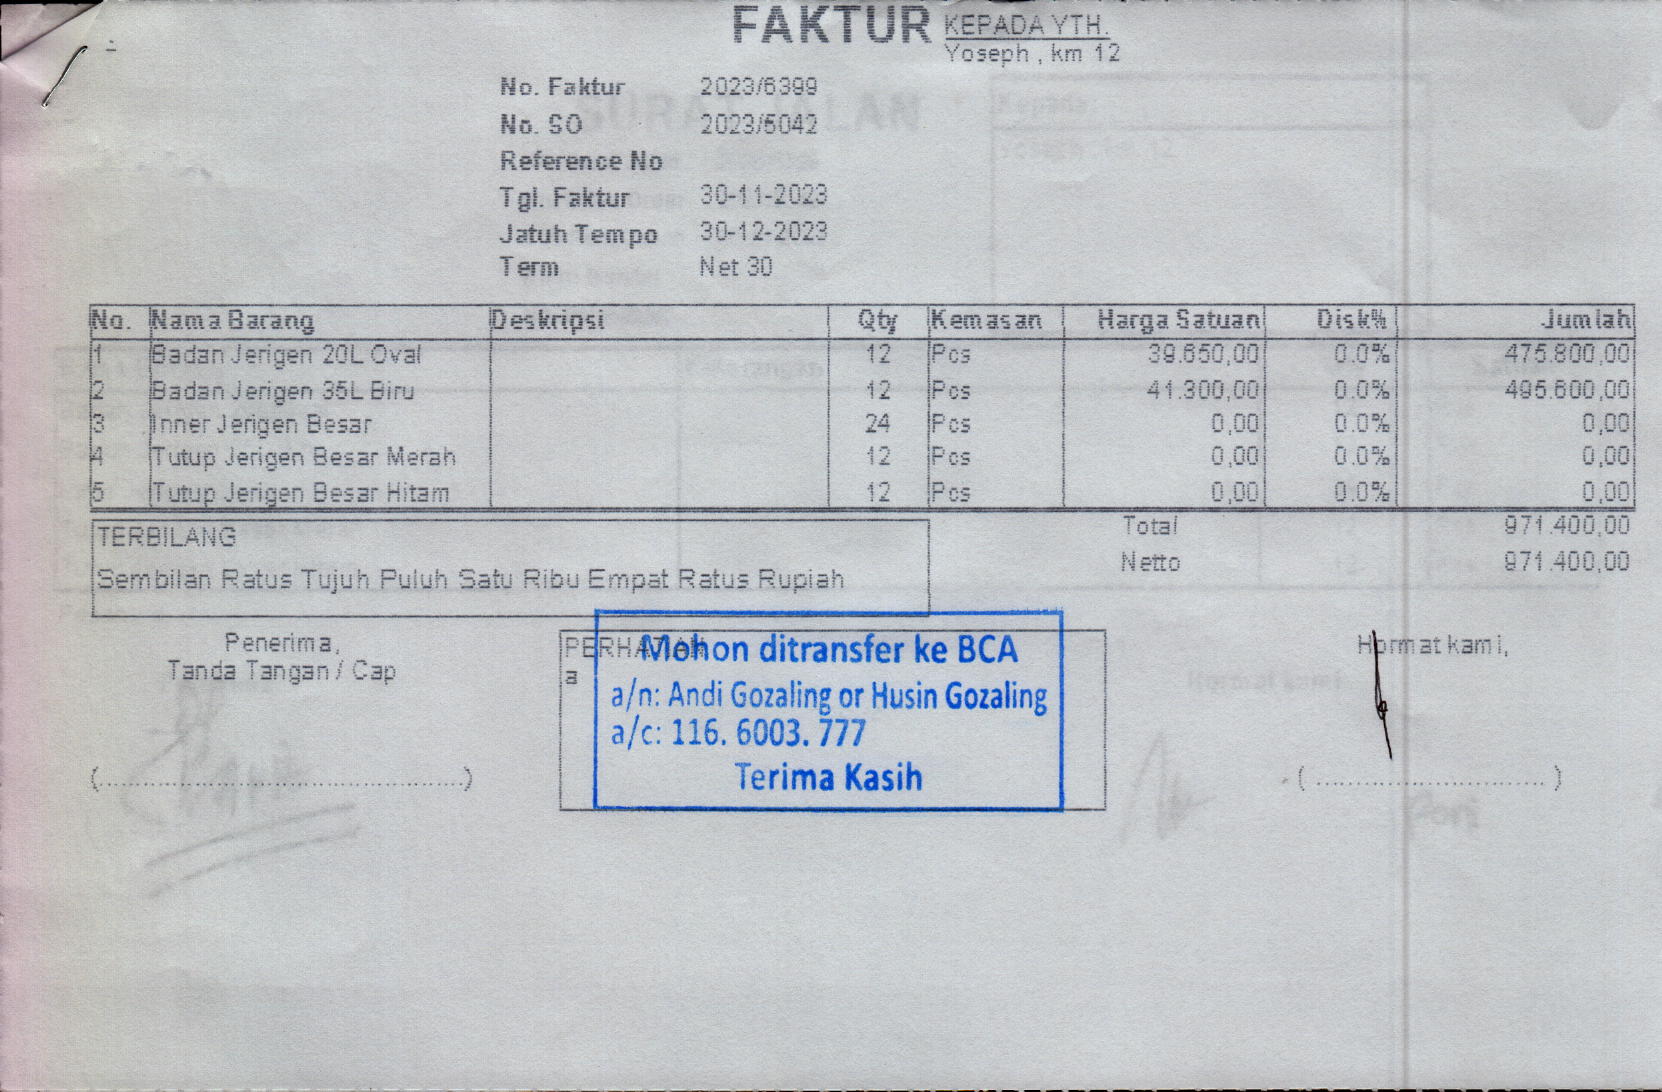 FAKTUR
KEPADA YTH.
Yoseph , km 12
No. Faktur 2023/6399
No. SO 2023/5042
Reference No
Tgl. Faktur 30-11-2023
Jatuh Tempo 30-12-2023
Term Net 30
No. Nama Barang Deskripsi Qty Kemasan Harga Satuan Disk% Jumlah
1 Badan Jerigen 20L Oval 12 Pcs 39.650,00 0.0% 475.800,00
2 Badan Jerigen 35L Biru 12 Pcs 41.300,00 0.0% 495.600,00
3 Inner Jerigen Besar 24 Pcs 0,00 0.0% 0,00
4 Tutup Jerigen Besar Merah 12 Pcs 0,00 0.0% 0,00
5 Tutup Jerigen Besar Hitam 12 Pcs 0,00 0.0% 0,00
Total 971.400,00
Netto 971.400,00
TERBILANG
Sembilan Ratus Tujuh Puluh Satu Ribu Empat Ratus Rupiah
Penerima,
Tanda Tangan / Cap
(................................................)
PERHATIAN
a
Mohon ditransfer ke BCA
a/n: Andi Gozaling or Husin Gozaling
a/c: 116. 6003. 777
Terima Kasih
Hormat kami,
( ............................... )